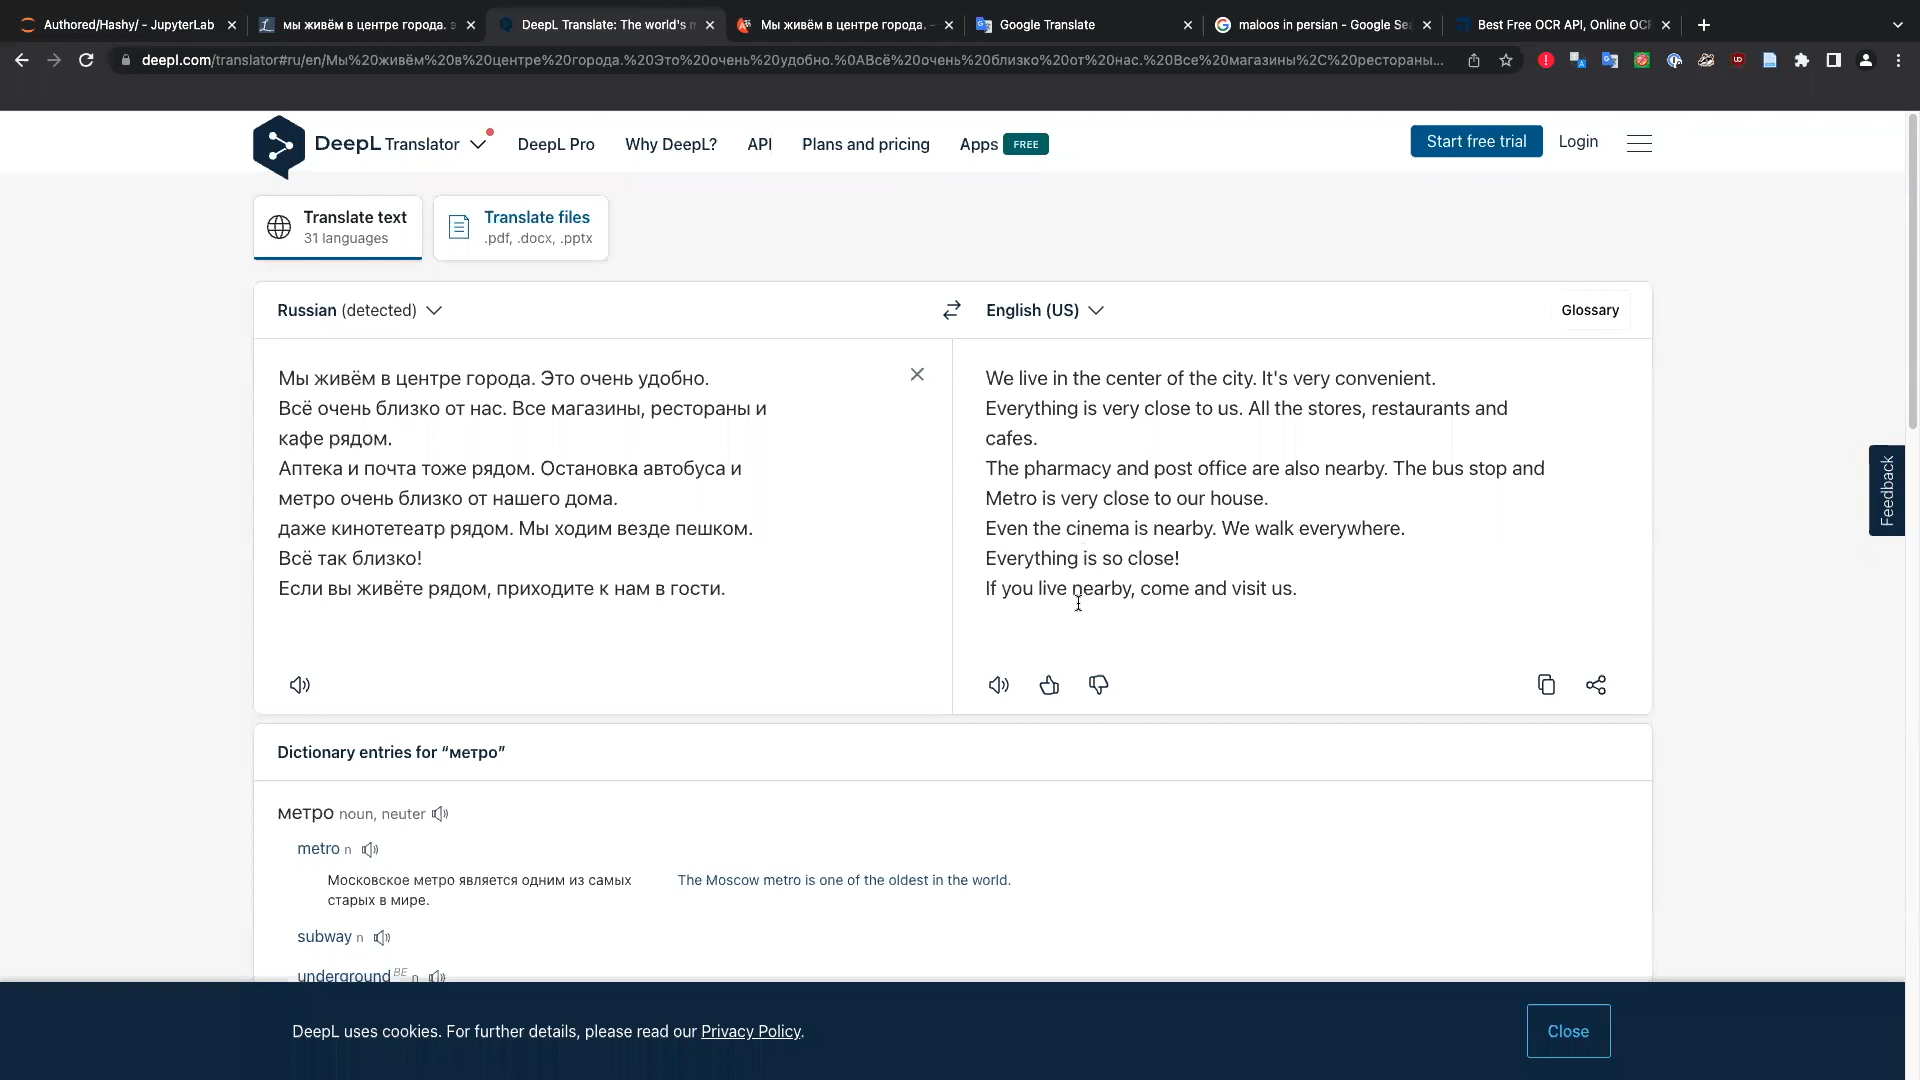 Authored/Hashy/ - JupyterLab
мы живём в центре города.
DeepL Translate: The world's
Мы живём в центре города. -
Google Translate
maloos in persian - Google Se
Best Free OCR API, Online OC
deepl.com/translator#ru/en/Мы%20живём%20в%20центре%20города.%20Это%20очень%20удобно.%0AВсё%20очень%20близко%20от%20нас.%20Все%20магазины%2C%20рестораны...
DeepL Translator
DeepL Pro
Why DeepL?
API
Plans and pricing
Apps FREE
Start free trial
Login
Translate text
31 languages
Translate files
.pdf, .docx, .pptx
Russian (detected)
English (US)
Glossary
Мы живём в центре города. Это очень удобно.
Всё очень близко от нас. Все магазины, рестораны и
кафе рядом.
Аптека и почта тоже рядом. Остановка автобуса и
метро очень близко от нашего дома.
даже кинотетеатр рядом. Мы ходим везде пешком.
Всё так близко!
Если вы живёте рядом, приходите к нам в гости.
We live in the center of the city. It's very convenient.
Everything is very close to us. All the stores, restaurants and
cafes.
The pharmacy and post office are also nearby. The bus stop and
Metro is very close to our house.
Even the cinema is nearby. We walk everywhere.
Everything is so close!
If you live nearby, come and visit us.
Feedback
Dictionary entries for “метро”
метро noun, neuter
metro n
Московское метро является одним из самых
старых в мире.
The Moscow metro is one of the oldest in the world.
subway n
underground BE n
DeepL uses cookies. For further details, please read our Privacy Policy.
Close